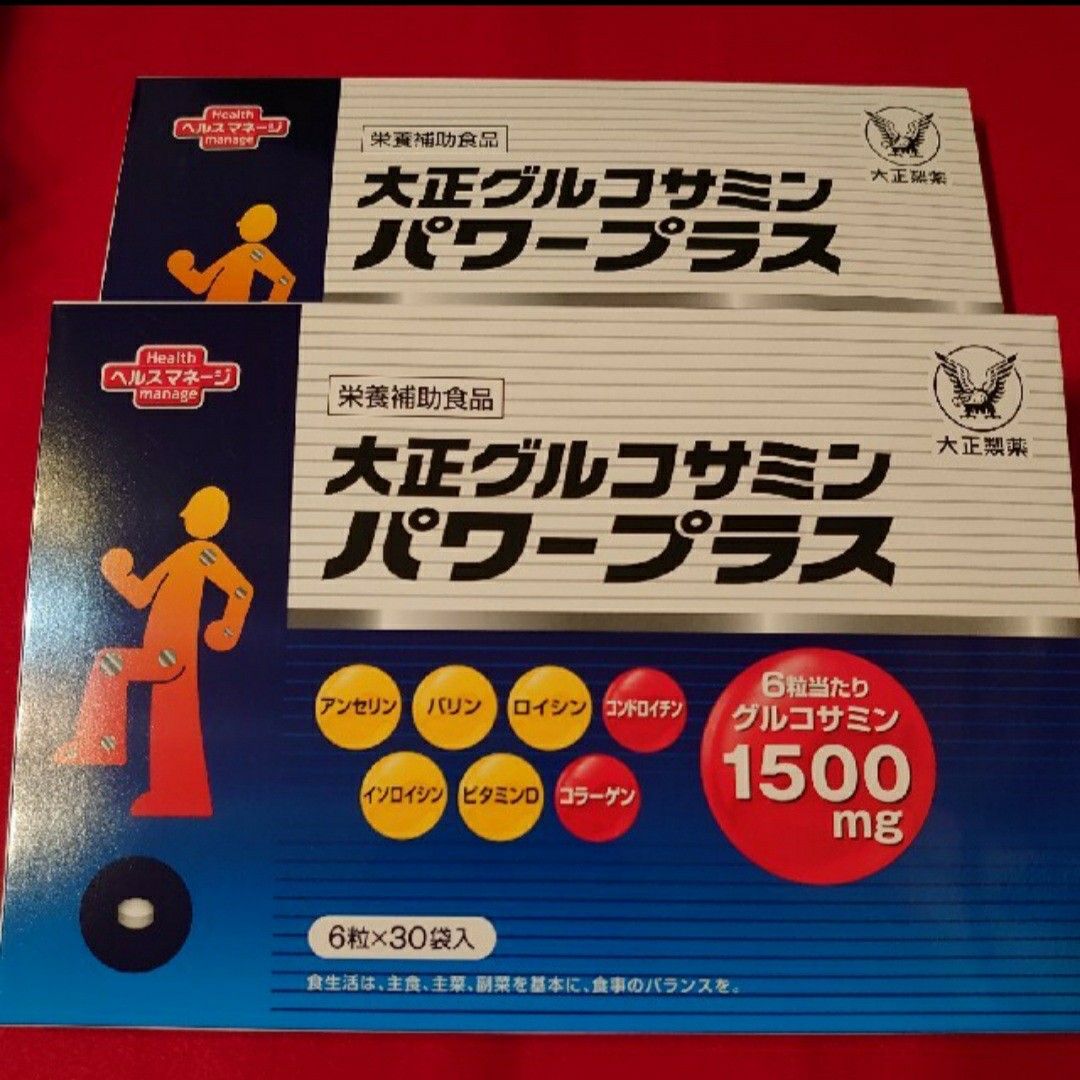 Health
ヘルスマネージ
manage
栄養補助食品
大正グルコサミン
パワープラス
大正製薬
Health
ヘルスマネージ
manage
栄養補助食品
大正グルコサミン
パワープラス
大正製薬
アンセリン バリン ロイシン コンドロイチン
イソロイシン ビタミンD コラーゲン
6粒当たり
グルコサミン
1500
mg
6粒×30袋入
食生活は、主食、主菜、副菜を基本に、食事のバランスを。